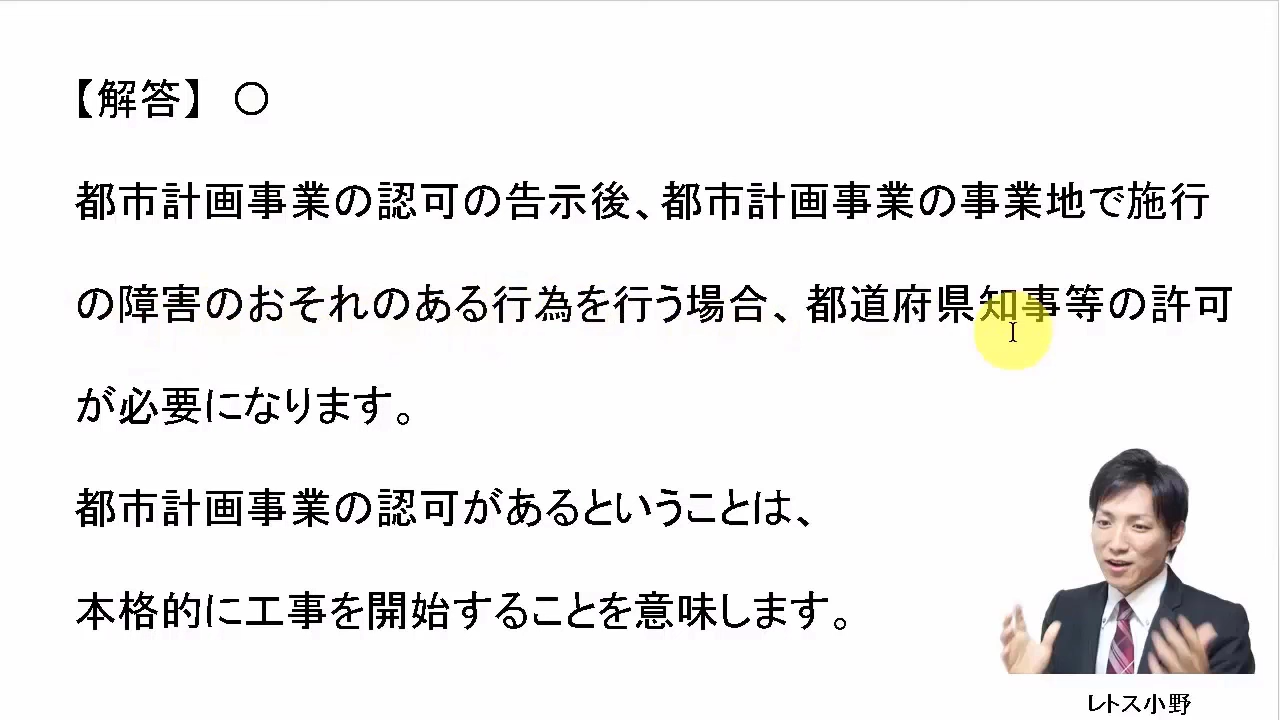 【解答】 ○
都市計画事業の認可の告示後、都市計画事業の事業地で施行
の障害のおそれのある行為を行う場合、都道府県知事等の許可
が必要になります。
都市計画事業の認可があるということは、
本格的に工事を開始することを意味します。
レトス小野